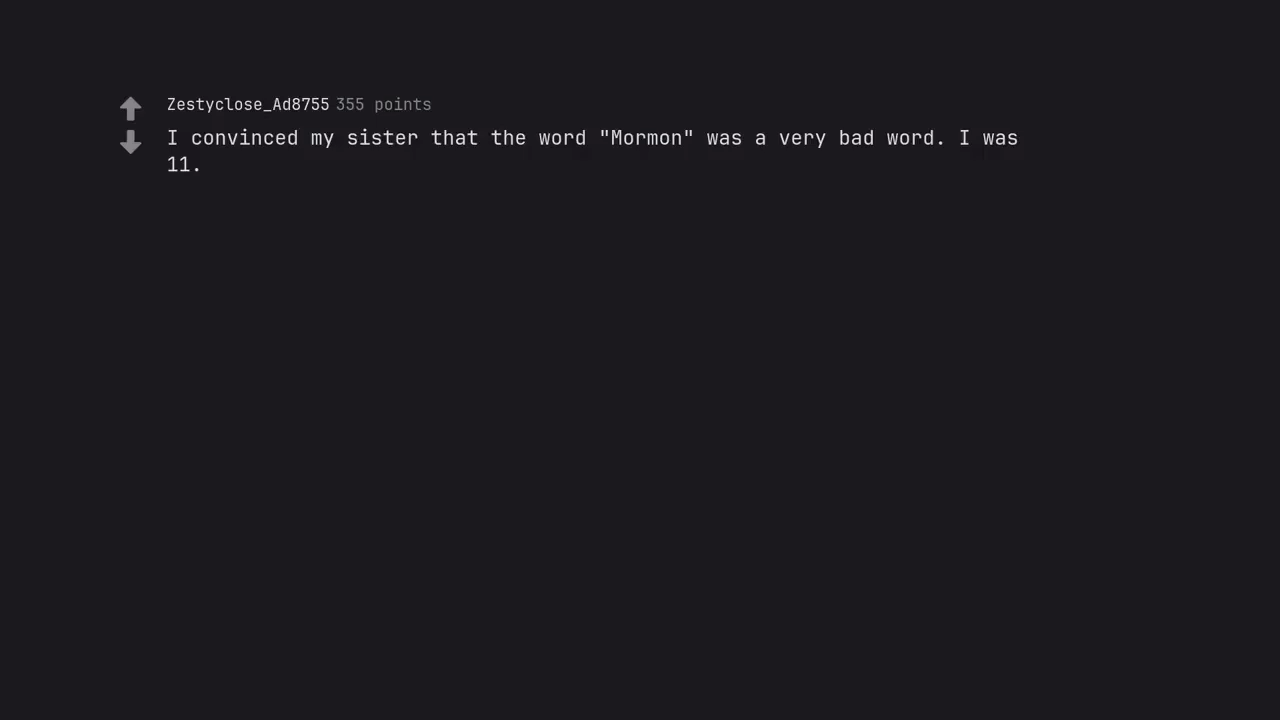 Zestyclose_Ad8755 355 points
I convinced my sister that the word "Mormon" was a very bad word. I was
11.